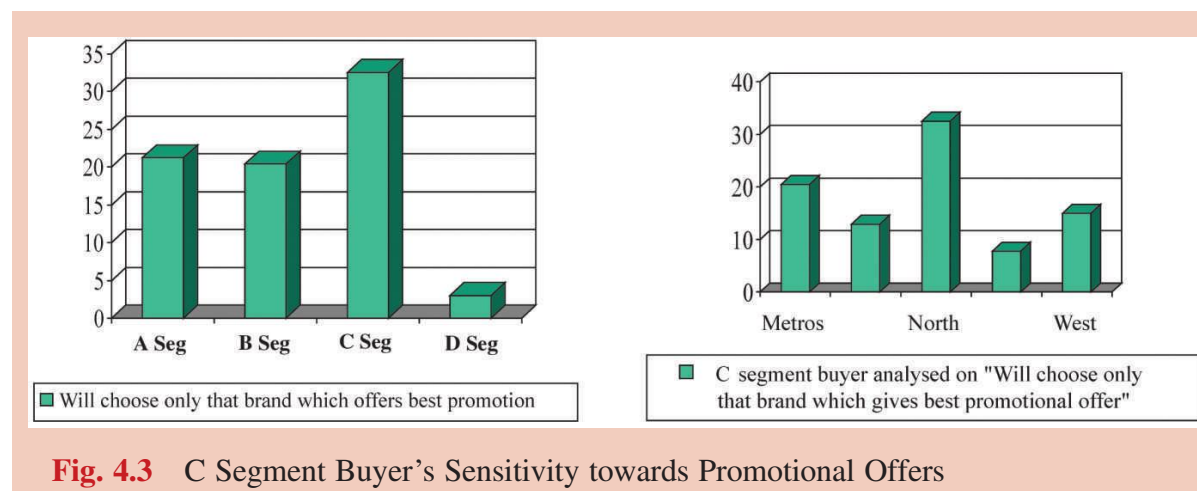 35
30
25
20
15
10
5
0
A Seg B Seg C Seg D Seg
Will choose only that brand which offers best promotion
40
30
20
10
0
Metros North West
C segment buyer analysed on "Will choose only
that brand which gives best promotional offer"
Fig. 4.3 C Segment Buyer's Sensitivity towards Promotional Offers